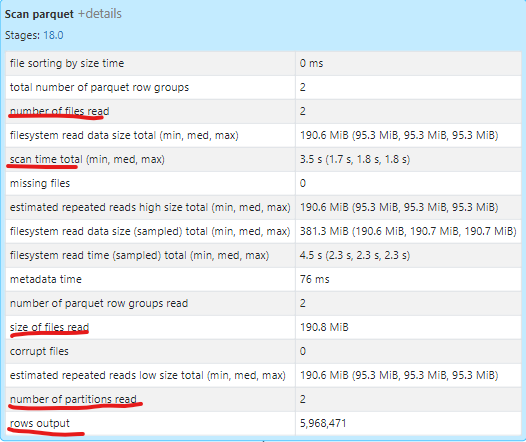 Scan parquet +details
Stages: 18.0
file sorting by size time 0 ms
total number of parquet row groups 2
number of files read 2
filesystem read data size total (min, med, max) 190.6 MiB (95.3 MiB, 95.3 MiB, 95.3 MiB)
scan time total (min, med, max) 3.5 s (1.7 s, 1.8 s, 1.8 s)
missing files 0
estimated repeated reads high size total (min, med, max) 190.6 MiB (95.3 MiB, 95.3 MiB, 95.3 MiB)
filesystem read data size (sampled) total (min, med, max) 381.3 MiB (190.6 MiB, 190.7 MiB, 190.7 MiB)
filesystem read time (sampled) total (min, med, max) 4.5 s (2.3 s, 2.3 s, 2.3 s)
metadata time 76 ms
number of parquet row groups read 2
size of files read 190.8 MiB
corrupt files 0
estimated repeated reads low size total (min, med, max) 190.6 MiB (95.3 MiB, 95.3 MiB, 95.3 MiB)
number of partitions read 2
rows output 5,968,471